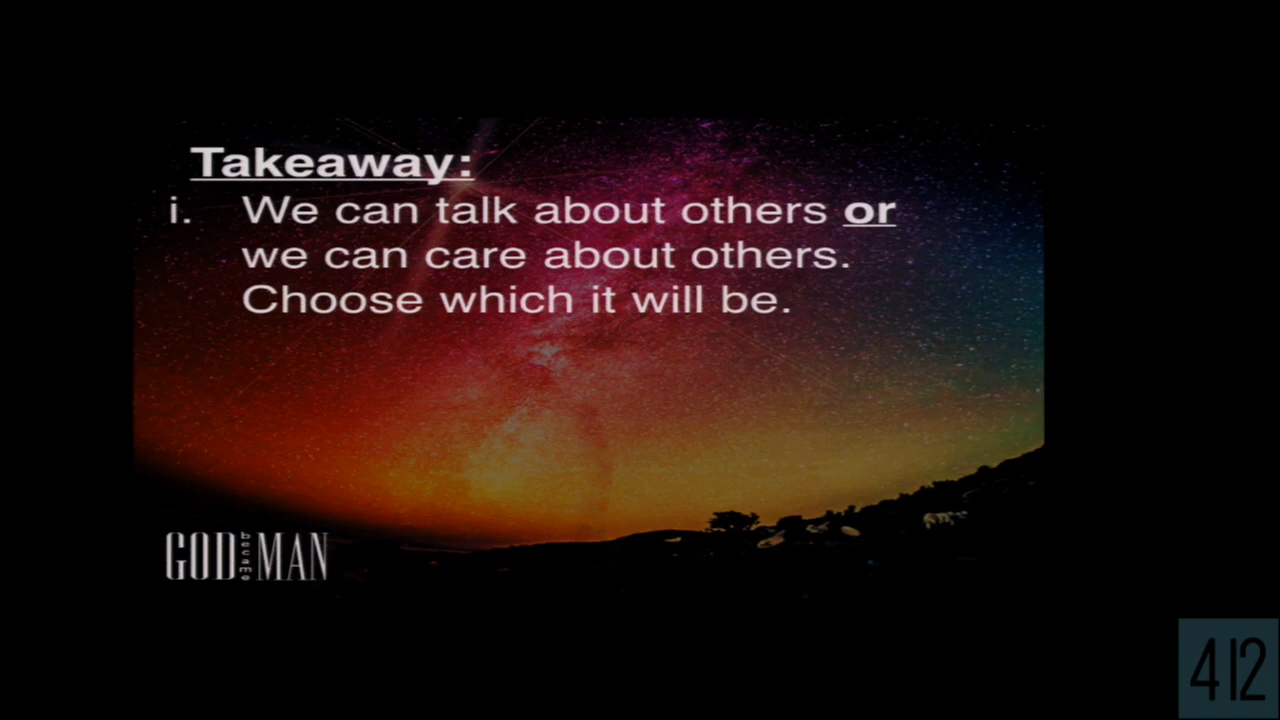 Takeaway:
i. We can talk about others or
we can care about others.
Choose which it will be.
GOD became MAN
412